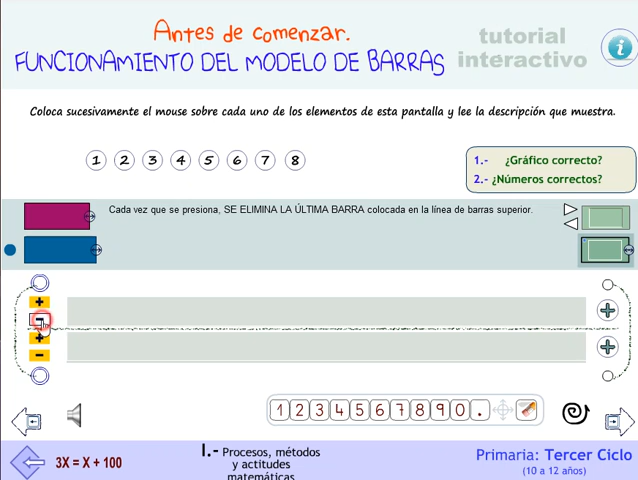 Antes de comenzar.
FUNCIONAMIENTO DEL MODELO DE BARRAS
tutorial
interactivo
i
Coloca sucesivamente el mouse sobre cada uno de los elementos de esta pantalla y lee la descripción que muestra.
1 2 3 4 5 6 7 8
1.- ¿Gráfico correcto?
2.- ¿Números correctos?
Cada vez que se presiona, SE ELIMINA LA ÚLTIMA BARRA colocada en la línea de barras superior.
+
-
+
-
+
+
1 2 3 4 5 6 7 8 9 0 .
3X = X + 100
I.- Procesos, métodos
y actitudes
matemáticas
Primaria: Tercer Ciclo
(10 a 12 años)